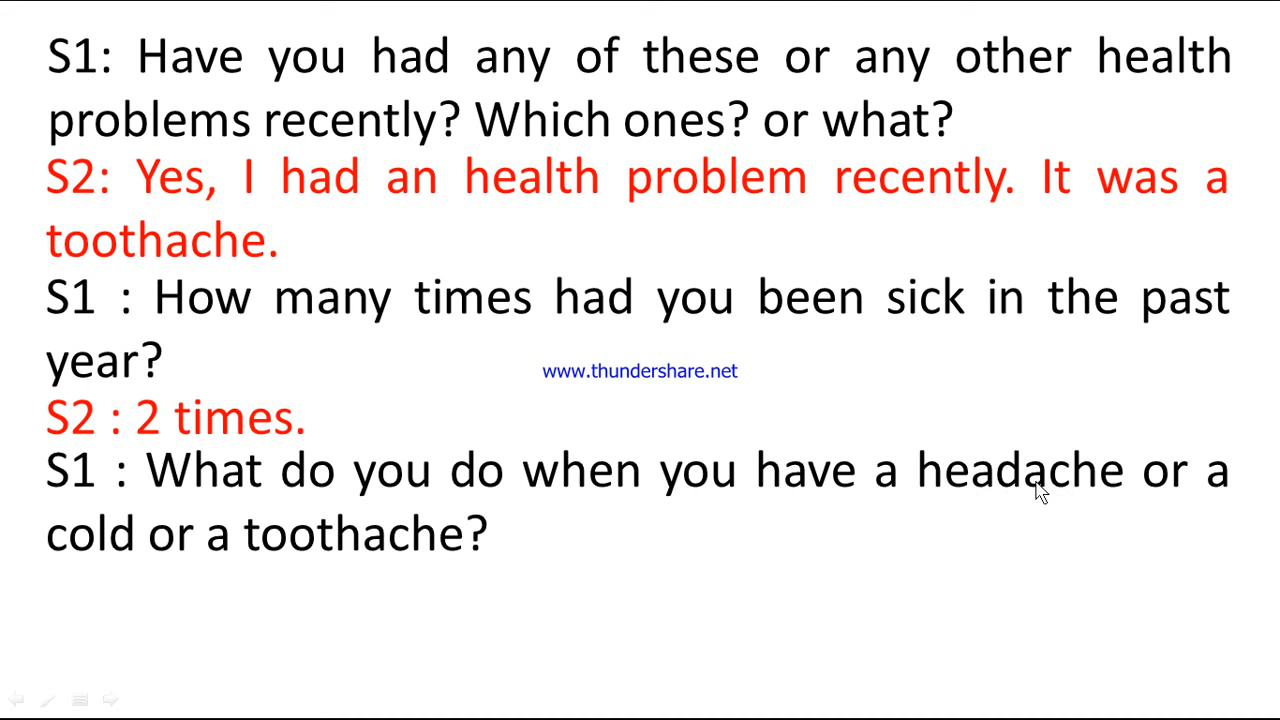 S1: Have you had any of these or any other health
problems recently? Which ones? or what?
S2: Yes, I had an health problem recently. It was a
toothache.
S1 : How many times had you been sick in the past
year?
www.thundershare.net
S2 : 2 times.
S1 : What do you do when you have a headache or a
cold or a toothache?